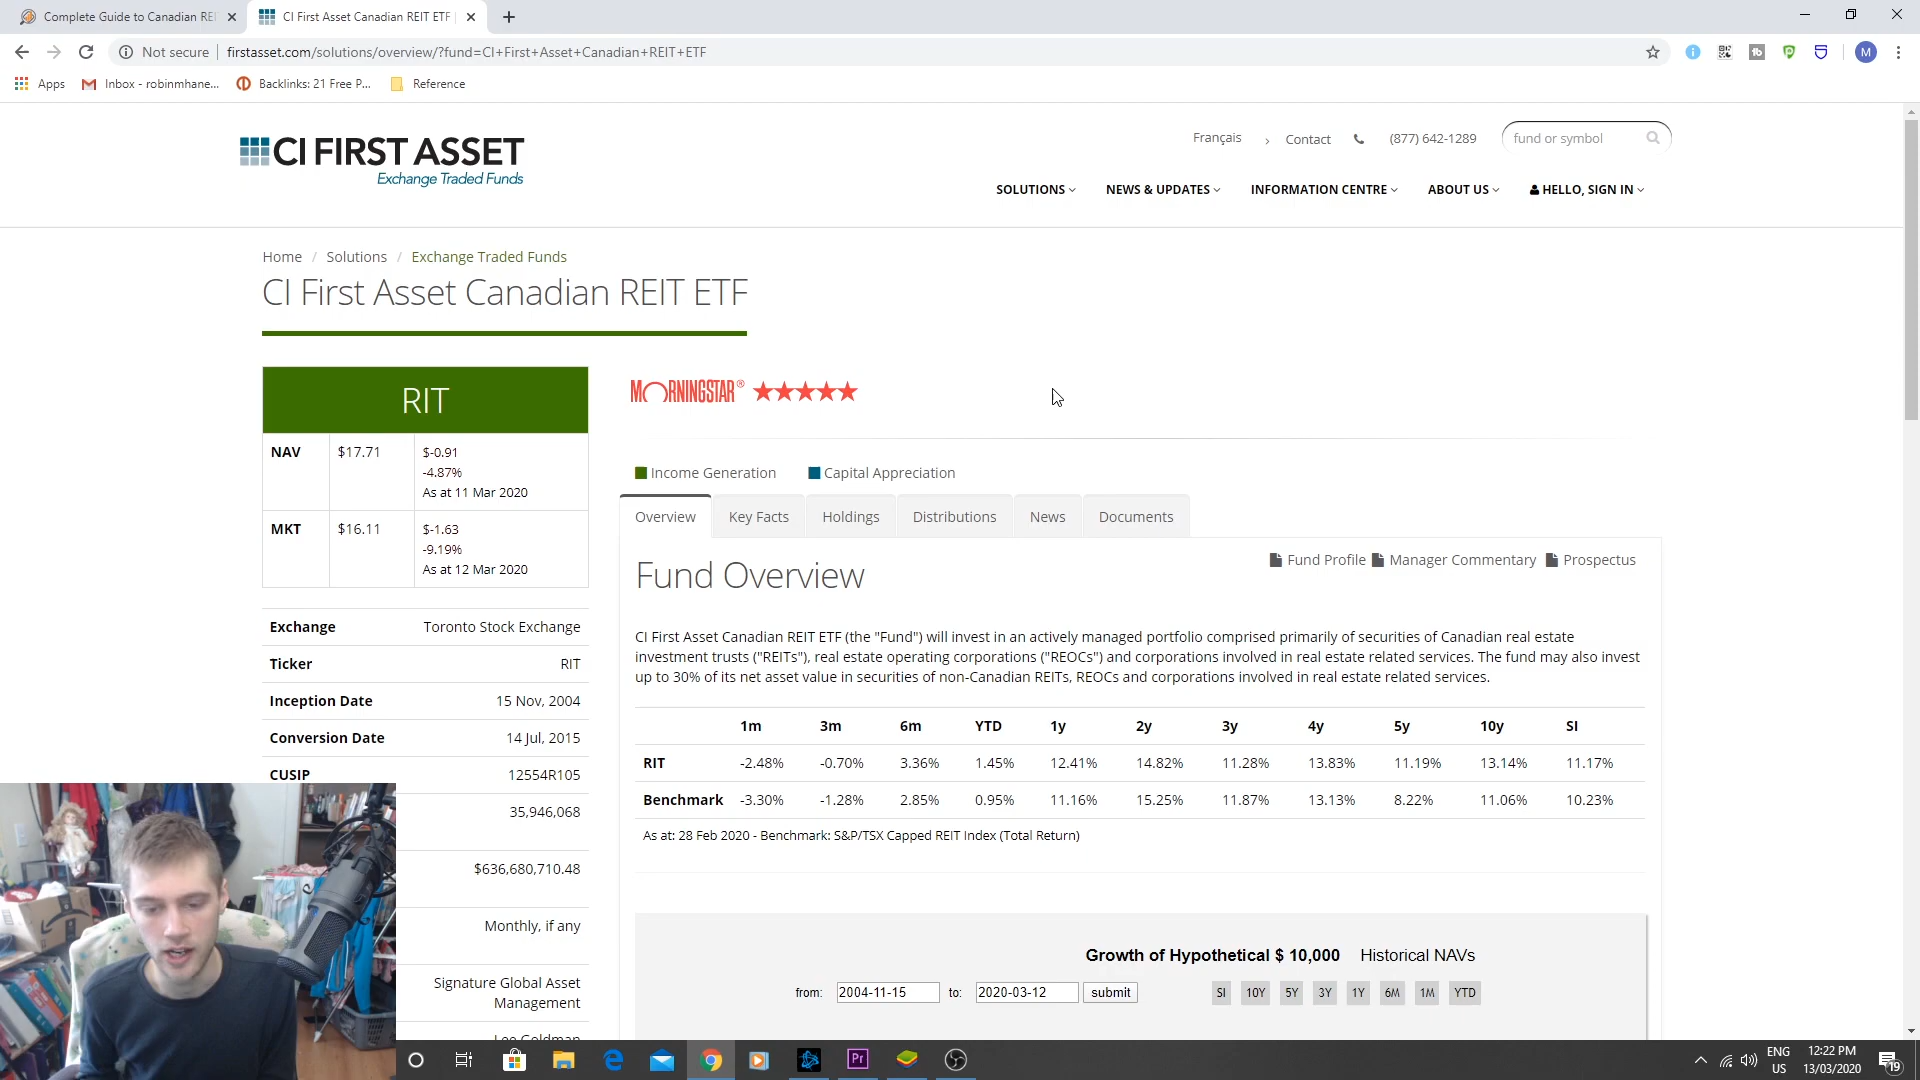 Complete Guide to Canadian REI
CI First Asset Canadian REIT ETF |
Not secure
firstasset.com/solutions/overview/?fund=CI+First+Asset+Canadian+REIT+ETF
M
Apps
Inbox - robinmhane...
Backlinks: 21 Free P...
Reference
CI FIRST ASSET
Exchange Traded Funds
Français
Contact
(877) 642-1289
fund or symbol
SOLUTIONS
NEWS & UPDATES
INFORMATION CENTRE
ABOUT US
HELLO, SIGN IN
Home / Solutions / Exchange Traded Funds
CI First Asset Canadian REIT ETF
RIT
NAV $17.71 $-0.91
-4.87%
As at 11 Mar 2020
MKT $16.11 $-1.63
-9.19%
As at 12 Mar 2020
Exchange Toronto Stock Exchange
Ticker RIT
Inception Date 15 Nov, 2004
Conversion Date 14 Jul, 2015
CUSIP 12554R105
35,946,068
$636,680,710.48
Monthly, if any
Signature Global Asset
Management
Lee Goldman
MORNINGSTAR®
Income Generation
Capital Appreciation
Overview Key Facts Holdings Distributions News Documents
Fund Profile Manager Commentary Prospectus
Fund Overview
CI First Asset Canadian REIT ETF (the "Fund") will invest in an actively managed portfolio comprised primarily of securities of Canadian real estate
investment trusts ("REITs"), real estate operating corporations ("REOCs") and corporations involved in real estate related services. The fund may also invest
up to 30% of its net asset value in securities of non-Canadian REITs, REOCs and corporations involved in real estate related services.
1m 3m 6m YTD 1y 2y 3y 4y 5y 10y SI
RIT -2.48% -0.70% 3.36% 1.45% 12.41% 14.82% 11.28% 13.83% 11.19% 13.14% 11.17%
Benchmark -3.30% -1.28% 2.85% 0.95% 11.16% 15.25% 11.87% 13.13% 8.22% 11.06% 10.23%
As at: 28 Feb 2020 - Benchmark: S&P/TSX Capped REIT Index (Total Return)
Growth of Hypothetical $ 10,000 Historical NAVs
from: 2004-11-15 to: 2020-03-12 submit
SI 10Y 5Y 3Y 1Y 6M 1M YTD
Pr
ENG
US
12:22 PM
13/03/2020
19